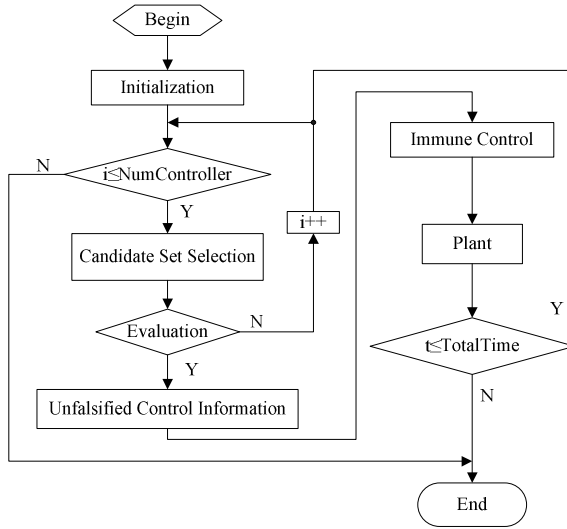 Begin
Initialization
i≤NumController
N
Y
Candidate Set Selection
Evaluation
N
Y
Unfalsified Control Information
i++
Immune Control
Plant
t≤TotalTime
Y
N
End